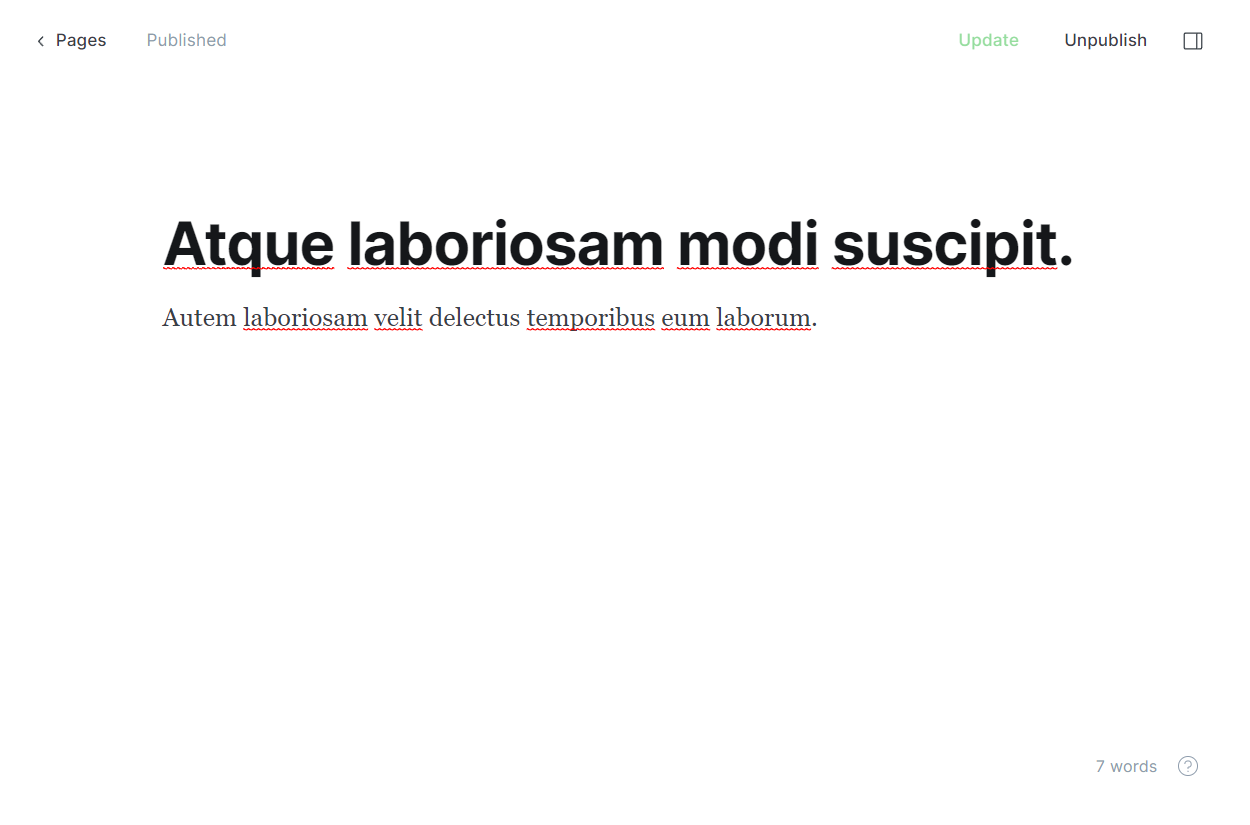 Pages
Published
Update
Unpublish
Atque laboriosam modi suscipit.
Autem laboriosam velit delectus temporibus eum laborum.
7 words
?